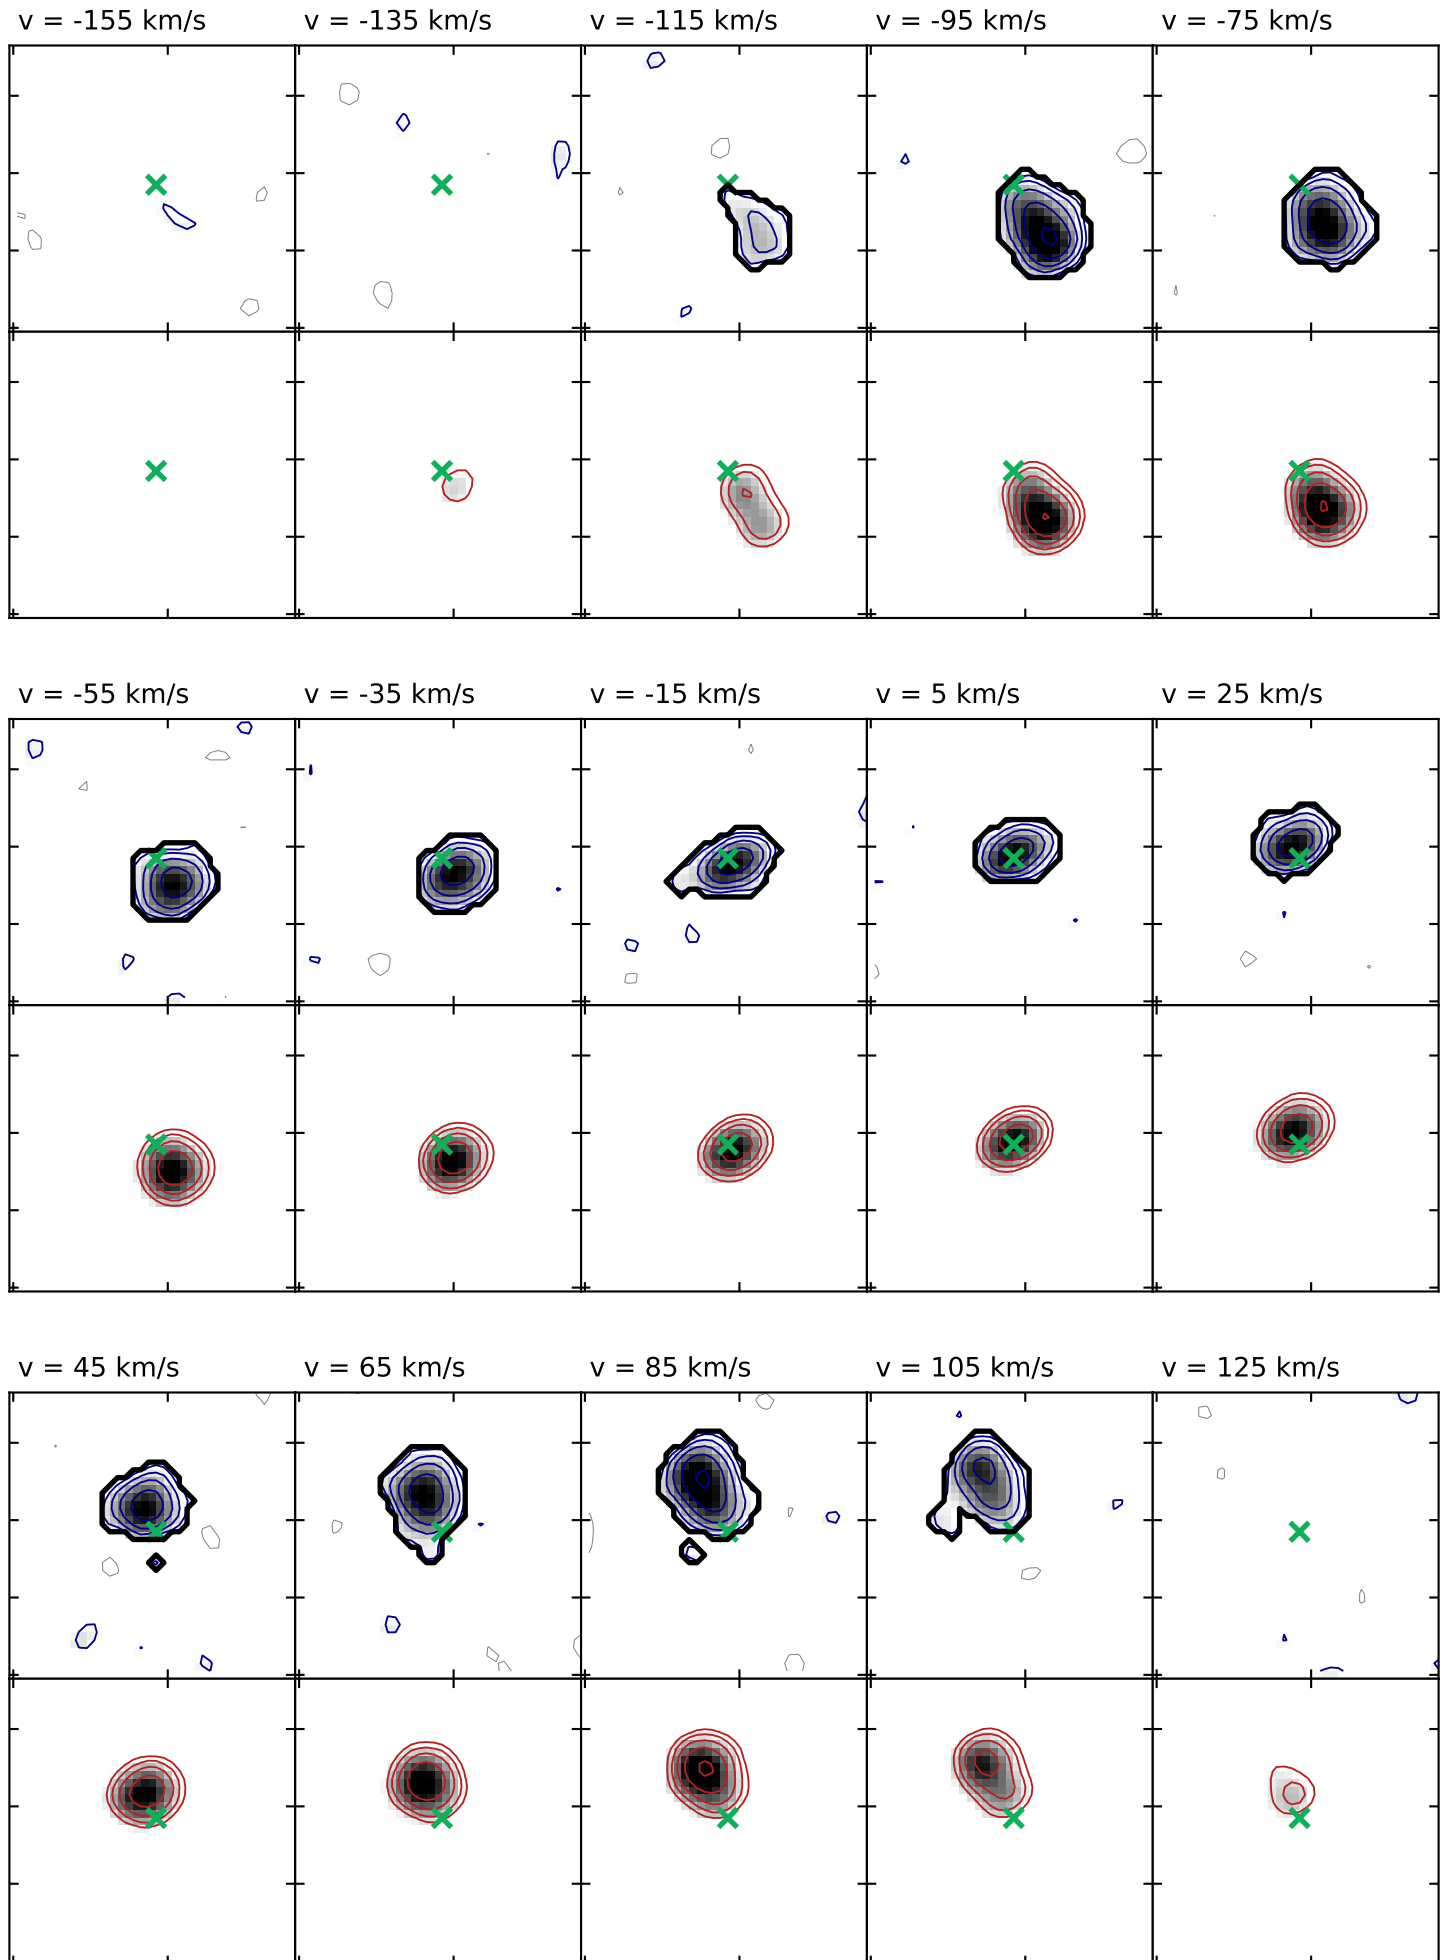 v = -155 km/s v = -135 km/s v = -115 km/s v = -95 km/s v = -75 km/s
v = -55 km/s v = -35 km/s v = -15 km/s v = 5 km/s v = 25 km/s
v = 45 km/s v = 65 km/s v = 85 km/s v = 105 km/s v = 125 km/s